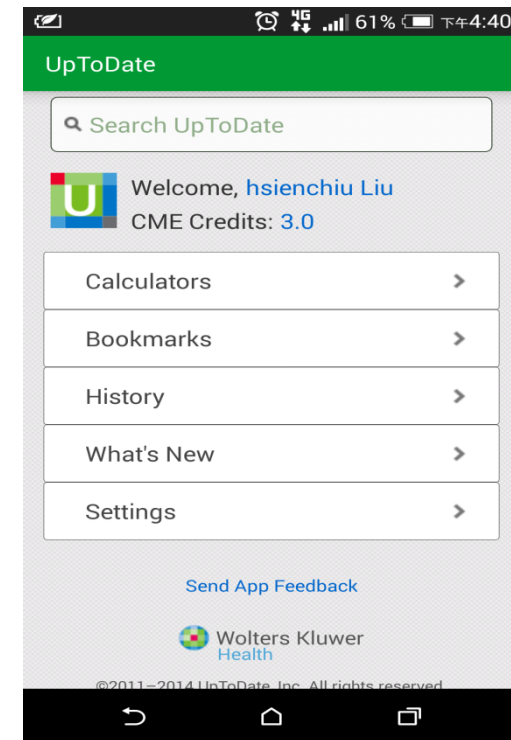 4G 61% 下午4:40
UpToDate
Search UpToDate
U
Welcome, hsienchiu Liu
CME Credits: 3.0
Calculators
Bookmarks
History
What's New
Settings
Send App Feedback
Wolters Kluwer
Health
©2011–2014 UpToDate, Inc. All rights reserved